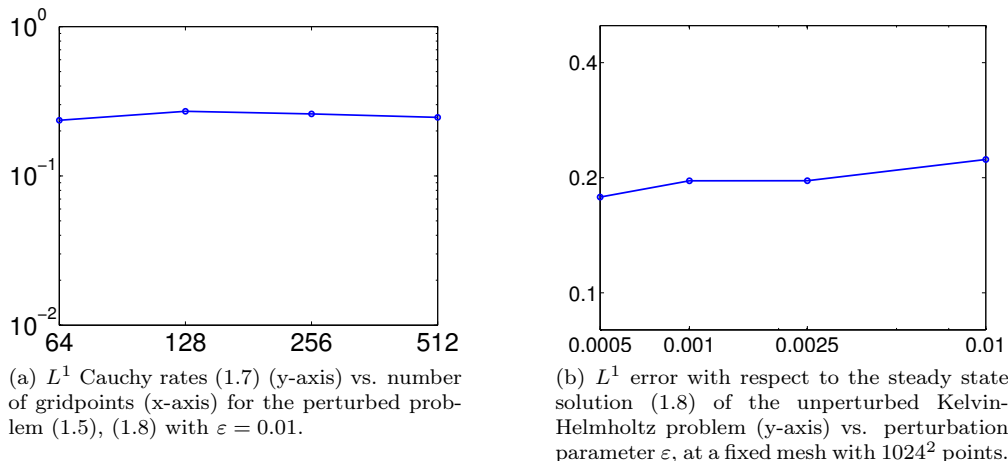 10^0
10^-1
10^-2
64 128 256 512
(a) L^1 Cauchy rates (1.7) (y-axis) vs. number
of gridpoints (x-axis) for the perturbed prob-
lem (1.5), (1.8) with ε = 0.01.
0.4
0.2
0.1
0.0005 0.001 0.0025 0.01
(b) L^1 error with respect to the steady state
solution (1.8) of the unperturbed Kelvin-
Helmholtz problem (y-axis) vs. perturbation
parameter ε, at a fixed mesh with 1024^2 points.